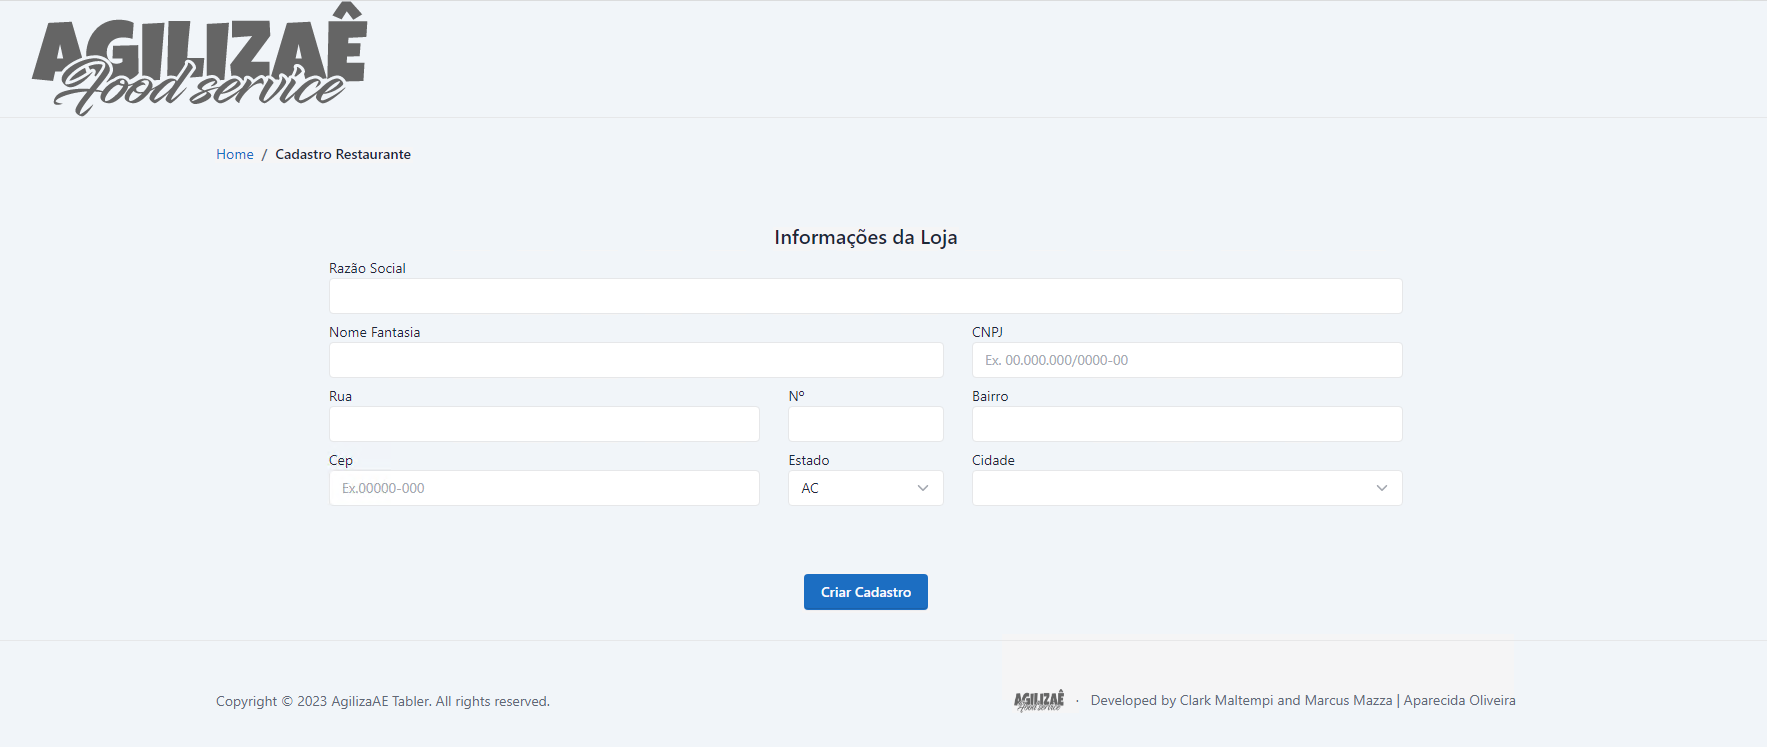 AGILIZAÊ
Food service
Home / Cadastro Restaurante
Informações da Loja
Razão Social
Nome Fantasia
CNPJ
Ex. 00.000.000/0000-00
Rua
Nº
Bairro
Cep
Estado
Cidade
Ex.00000-000
AC
Criar Cadastro
Copyright © 2023 AgilizaAE Tabler. All rights reserved.
AGILIZAÊ
Food service
· Developed by Clark Maltempi and Marcus Mazza | Aparecida Oliveira